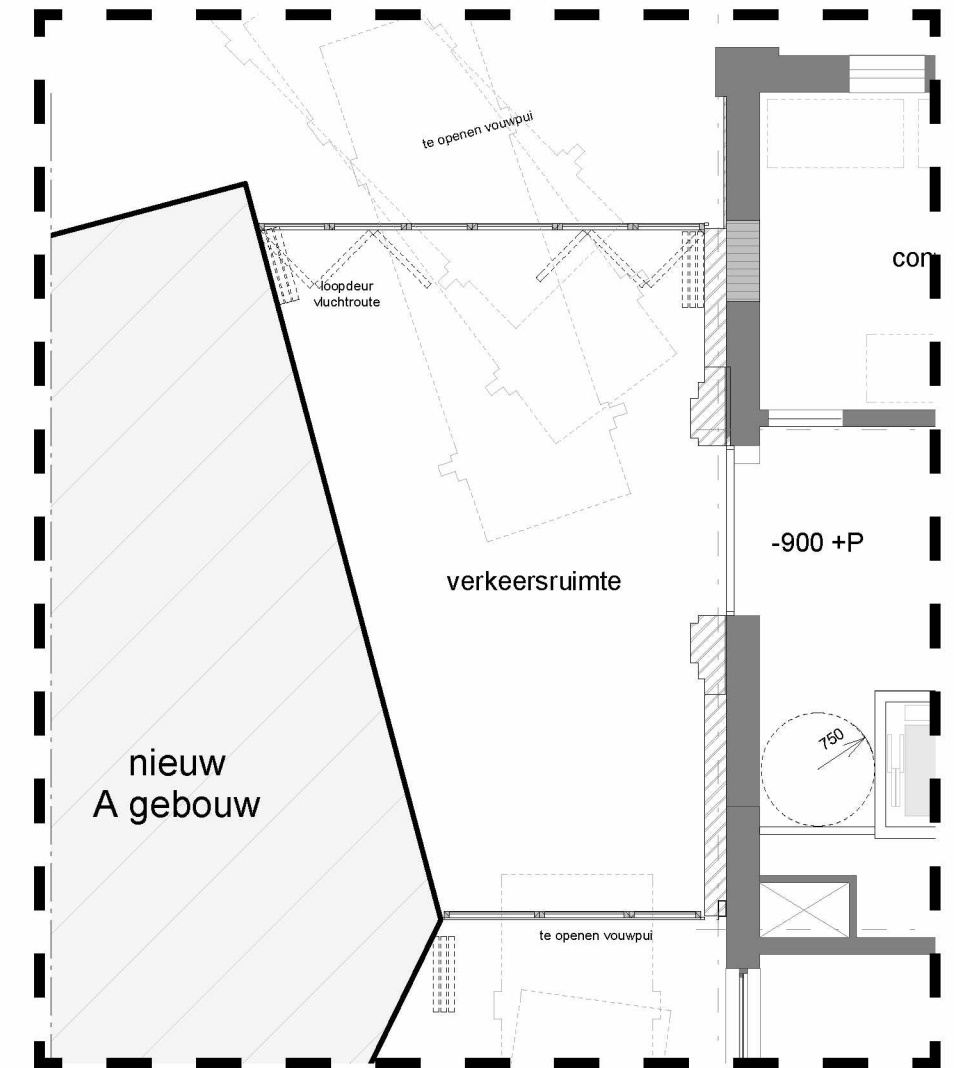 te openen vouwpui
con
loopdeur
vluchtroute
-900 +P
verkeersruimte
750
nieuw
A gebouw
te openen vouwpui